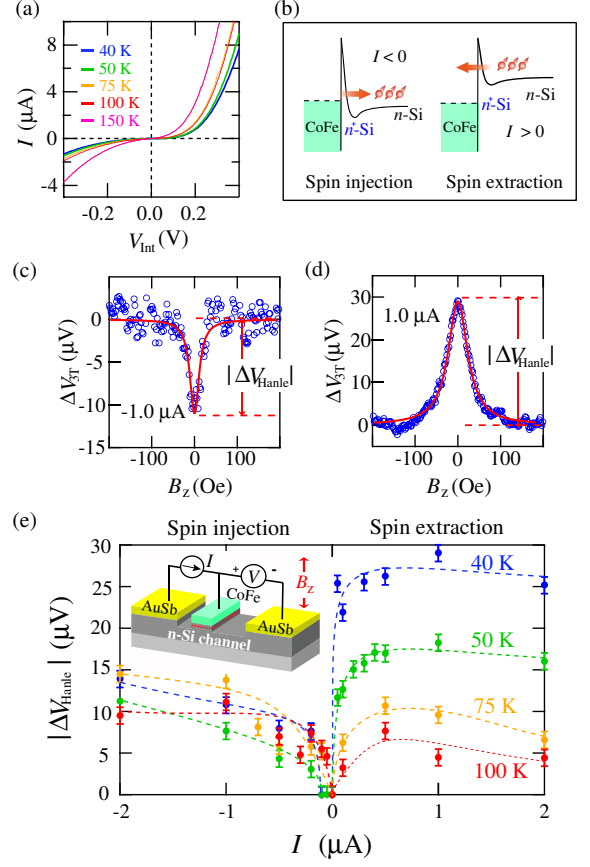 (a)
I (μA)
8
4
0
-4
40 K
50 K
75 K
100 K
150 K
-0.2
0.0
0.2
V_Int (V)
(b)
I < 0
CoFe
n⁺-Si
n-Si
Spin injection
n-Si
n⁺-Si
CoFe
I > 0
Spin extraction
(c)
ΔV_3T (μV)
5
0
-5
-10
-15
-1.0 μA
|ΔV_Hanle|
-100
0
100
B_z (Oe)
(d)
ΔV_3T (μV)
30
20
10
0
1.0 μA
|ΔV_Hanle|
-100
0
100
B_z (Oe)
(e)
Spin injection
Spin extraction
|ΔV_Hanle| (μV)
30
25
20
15
10
5
0
I
+ V -
B_z
CoFe
AuSb
AuSb
n-Si channel
40 K
50 K
75 K
100 K
-2
-1
0
1
2
I (μA)